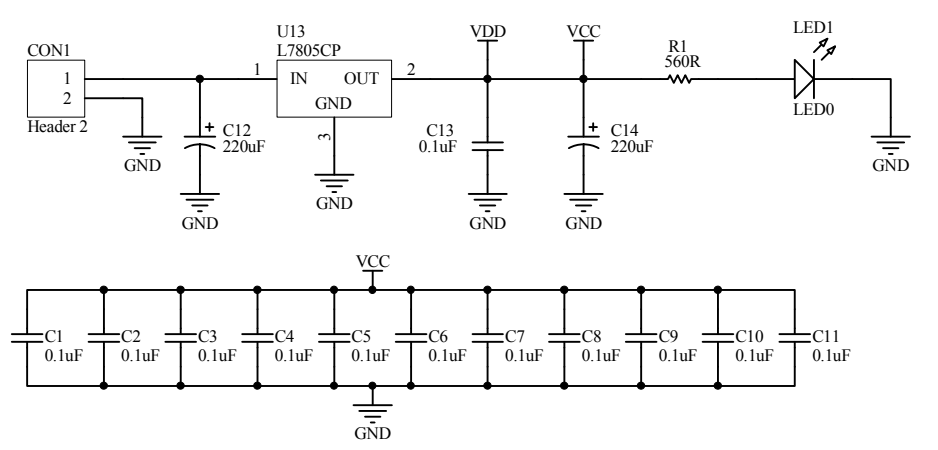 U13
L7805CP
VDD
VCC
LED1
CON1
R1
560R
1
2
Header 2
1
IN
OUT
GND
2
3
LED0
GND
C12
220uF
GND
GND
C13
0.1uF
GND
C14
220uF
GND
GND
VCC
C1
0.1uF
C2
0.1uF
C3
0.1uF
C4
0.1uF
C5
0.1uF
C6
0.1uF
C7
0.1uF
C8
0.1uF
C9
0.1uF
C10
0.1uF
C11
0.1uF
GND